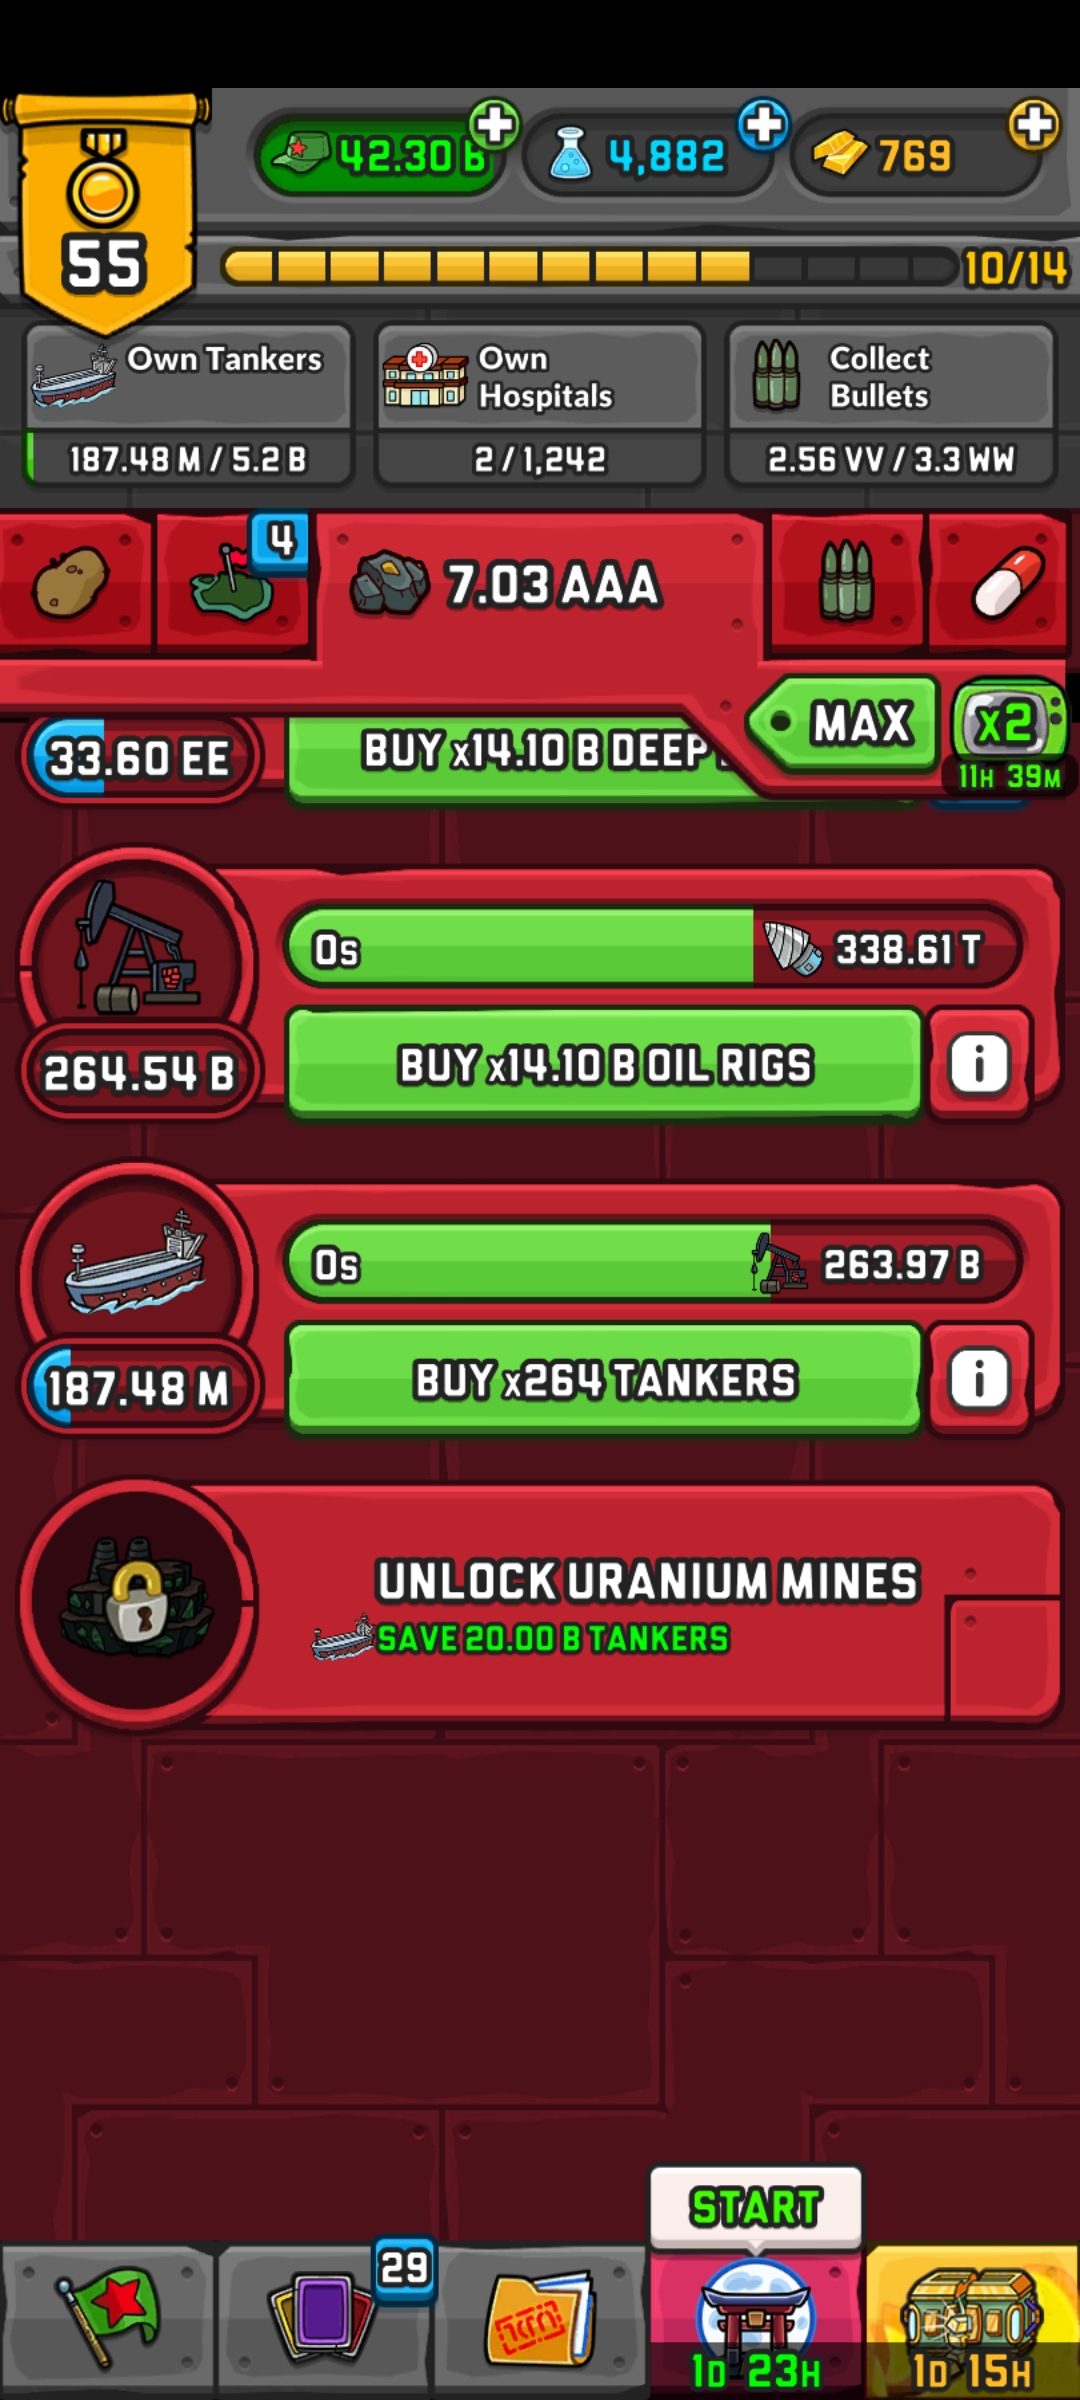 42.30 B
4,882
769
55
10/14
Own Tankers
187.48 M / 5.2 B
Own
Hospitals
2 / 1,242
Collect
Bullets
2.56 VV / 3.3 WW
4
7.03 AAA
MAX
x2
11H 39M
33.60 EE
BUY x14.10 B DEEP
0s
338.61 T
264.54 B
BUY x14.10 B OIL RIGS
i
0s
263.97 B
187.48 M
BUY x264 TANKERS
i
UNLOCK URANIUM MINES
SAVE 20.00 B TANKERS
START
29
1D 23H
1D 15H